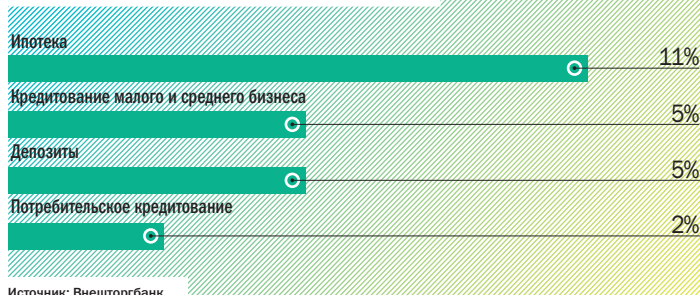 Ипотека
11%
Кредитование малого и среднего бизнеса
5%
Депозиты
5%
Потребительское кредитование
2%
Источник: Внешторгбанк